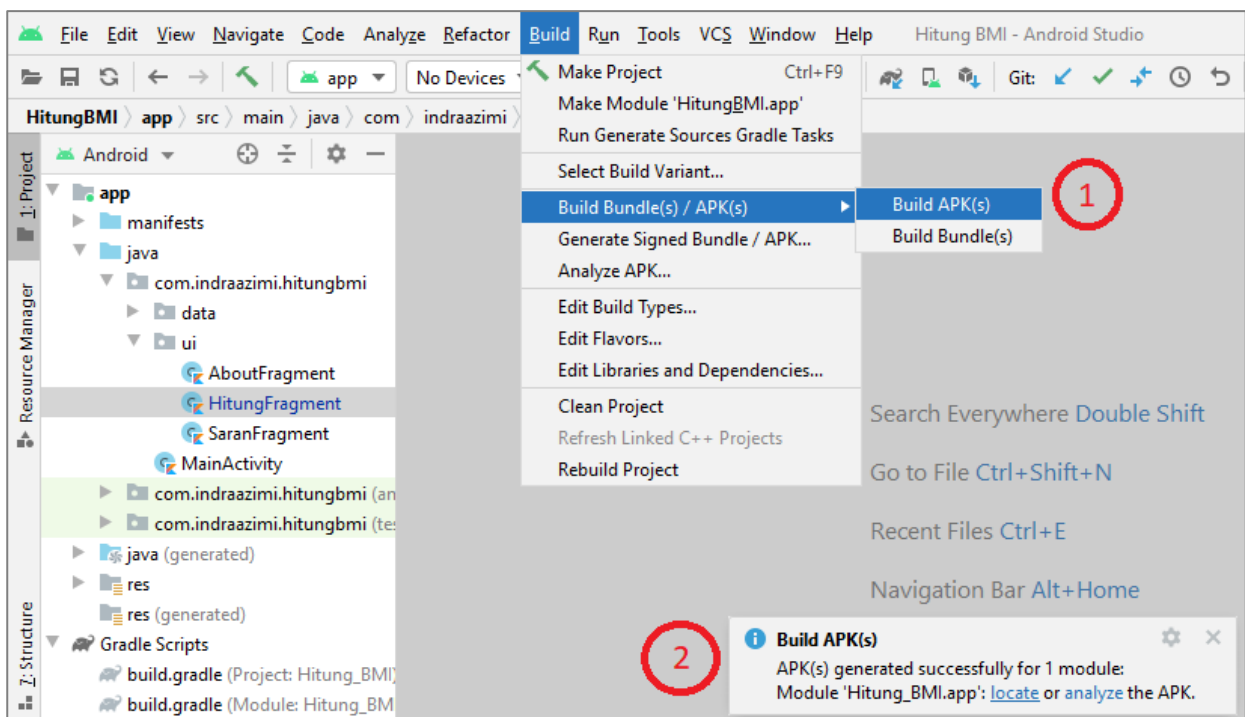 File Edit View Navigate Code Analyze Refactor Build Run Tools VCS Window Help Hitung BMI - Android Studio
app No Devices Git:
HitungBMI app src main java com indraazimi
1: Project
Resource Manager
7: Structure
Android
app
manifests
java
com.indraazimi.hitungbmi
data
ui
AboutFragment
HitungFragment
SaranFragment
MainActivity
com.indraazimi.hitungbmi (an
com.indraazimi.hitungbmi (tes
java (generated)
res
res (generated)
Gradle Scripts
build.gradle (Project: Hitung_BMI)
build.gradle (Module: Hitung_BM
Make Project Ctrl+F9
Make Module 'HitungBMI.app'
Run Generate Sources Gradle Tasks
Select Build Variant...
Build Bundle(s) / APK(s)
Generate Signed Bundle / APK...
Analyze APK...
Edit Build Types...
Edit Flavors...
Edit Libraries and Dependencies...
Clean Project
Refresh Linked C++ Projects
Rebuild Project
Build APK(s)
Build Bundle(s)
1
Search Everywhere Double Shift
Go to File Ctrl+Shift+N
Recent Files Ctrl+E
Navigation Bar Alt+Home
2
Build APK(s)
APK(s) generated successfully for 1 module:
Module 'Hitung_BMI.app': locate or analyze the APK.